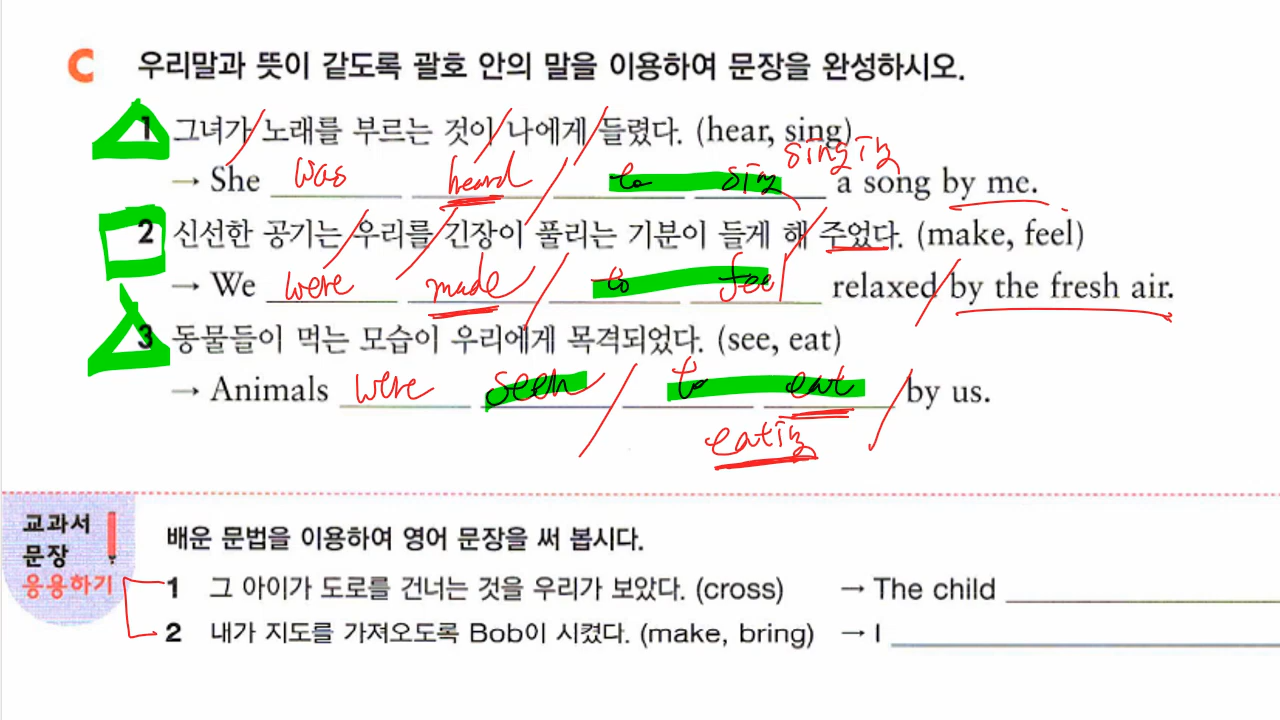 C 우리말과 뜻이 같도록 괄호 안의 말을 이용하여 문장을 완성하시오.
1 그녀가 노래를 부르는 것이 나에게 들렸다. (hear, sing)
singing
→ She was heard to sing a song by me.
2 신선한 공기는 우리를 긴장이 풀리는 기분이 들게 해 주었다. (make, feel)
→ We were made to feel relaxed by the fresh air.
3 동물들이 먹는 모습이 우리에게 목격되었다. (see, eat)
→ Animals were seen to eat by us.
eating
교과서
문장
응용하기
배운 문법을 이용하여 영어 문장을 써 봅시다.
1 그 아이가 도로를 건너는 것을 우리가 보았다. (cross) → The child
2 내가 지도를 가져오도록 Bob이 시켰다. (make, bring) → I